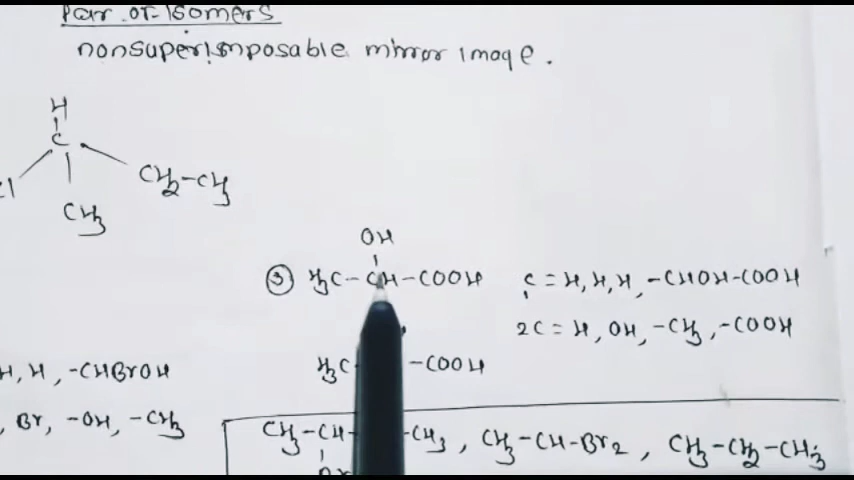 Pair of isomers
nonsuperimposable mirror image.
H
C
CH2-CH3
CH3
OH
③ H3C-CH-COOH
C = H, H, H, -CHOH-COOH
2C = H, OH, -CH3, -COOH
H3C -COOH
H, H, -CHBrOH
, Br, -OH, -CH3
CH3-CH- -CH3, CH3-CH-Br2, CH3-CH2-CH3